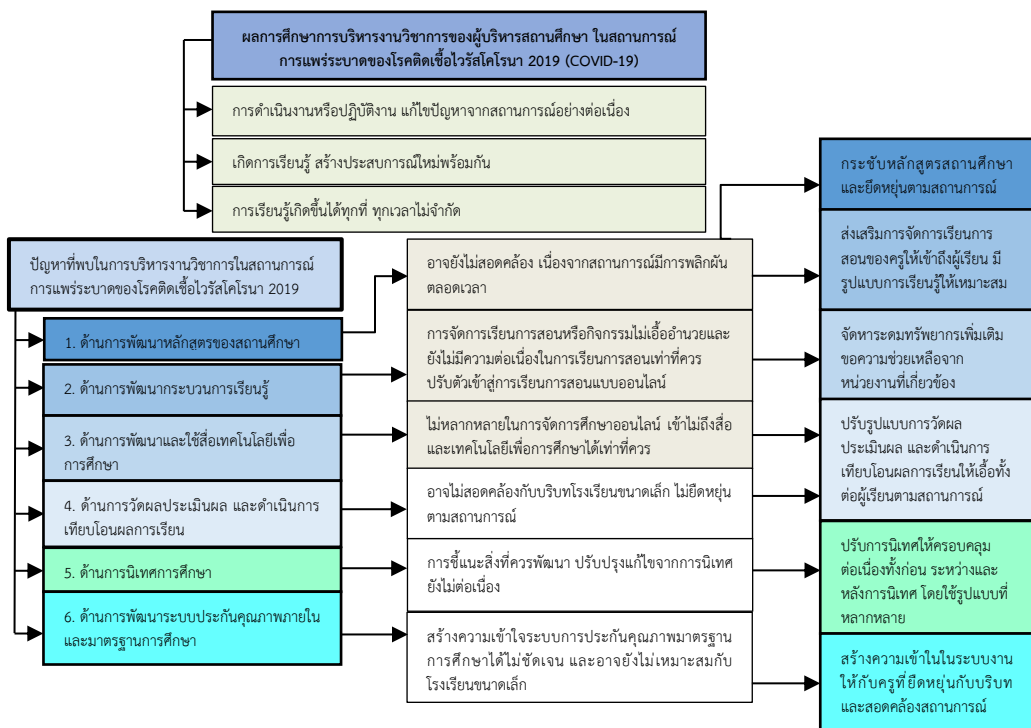 ผลการศึกษาการบริหารงานวิชาการของผู้บริหารสถานศึกษา ในสถานการณ์
การแพร่ระบาดของโรคติดเชื้อไวรัสโคโรนา 2019 (COVID-19)
การดำเนินงานหรือปฏิบัติงาน แก้ไขปัญหาจากสถานการณ์อย่างต่อเนื่อง
เกิดการเรียนรู้ สร้างประสบการณ์ใหม่พร้อมกัน
การเรียนรู้เกิดขึ้นได้ทุกที่ ทุกเวลาไม่จำกัด
ปัญหาที่พบในการบริหารงานวิชาการในสถานการณ์
การแพร่ระบาดของโรคติดเชื้อไวรัสโคโรนา 2019
1. ด้านการพัฒนาหลักสูตรของสถานศึกษา
2. ด้านการพัฒนากระบวนการเรียนรู้
3. ด้านการพัฒนาและใช้สื่อเทคโนโลยีเพื่อ
การศึกษา
4. ด้านการวัดผลประเมินผล และดำเนินการ
เทียบโอนผลการเรียน
5. ด้านการนิเทศการศึกษา
6. ด้านการพัฒนาระบบประกันคุณภาพภายใน
และมาตรฐานการศึกษา
อาจยังไม่สอดคล้อง เนื่องจากสถานการณ์มีการพลิกผัน
ตลอดเวลา
การจัดการเรียนการสอนหรือกิจกรรมไม่เอื้ออำนวยและ
ยังไม่มีความต่อเนื่องในการเรียนการสอนเท่าที่ควร
ปรับตัวเข้าสู่การเรียนการสอนแบบออนไลน์
ไม่หลากหลายในการจัดการศึกษาออนไลน์ เข้าไม่ถึงสื่อ
และเทคโนโลยีเพื่อการศึกษาได้เท่าที่ควร
อาจไม่สอดคล้องกับบริบทโรงเรียนขนาดเล็ก ไม่ยืดหยุ่น
ตามสถานการณ์
การชี้แนะสิ่งที่ควรพัฒนา ปรับปรุงแก้ไขจากการนิเทศ
ยังไม่ต่อเนื่อง
สร้างความเข้าใจระบบการประกันคุณภาพมาตรฐาน
การศึกษาได้ไม่ชัดเจน และอาจยังไม่เหมาะสมกับ
โรงเรียนขนาดเล็ก
กระชับหลักสูตรสถานศึกษา
และยืดหยุ่นตามสถานการณ์
ส่งเสริมการจัดการเรียนการ
สอนของครูให้เข้าถึงผู้เรียน มี
รูปแบบการเรียนรู้ให้เหมาะสม
จัดหาระดมทรัพยากรเพิ่มเติม
ขอความช่วยเหลือจาก
หน่วยงานที่เกี่ยวข้อง
ปรับรูปแบบการวัดผล
ประเมินผล และดำเนินการ
เทียบโอนผลการเรียนให้เอื้อทั้ง
ต่อผู้เรียนตามสถานการณ์
ปรับการนิเทศให้ครอบคลุม
ต่อเนื่องทั้งก่อน ระหว่างและ
หลังการนิเทศ โดยใช้รูปแบบที่
หลากหลาย
สร้างความเข้าในในระบบงาน
ให้กับครูที่ยืดหยุ่นกับบริบท
และสอดคล้องสถานการณ์